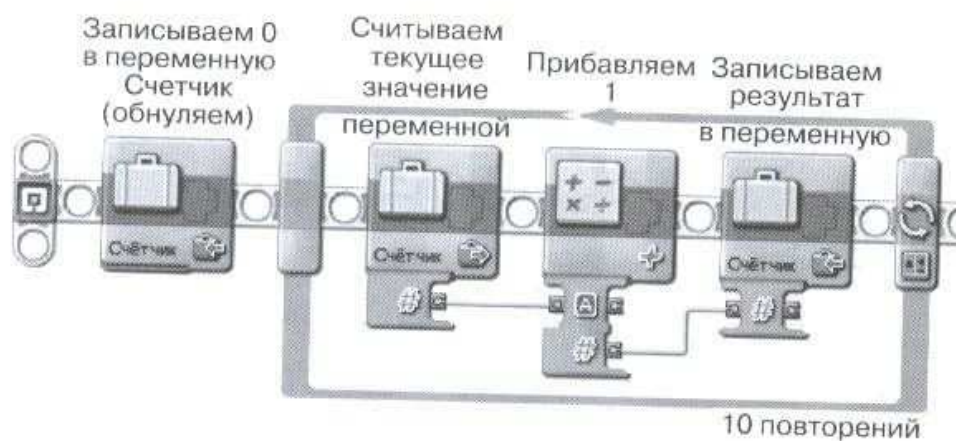 Записываем 0
в переменную
Счетчик
(обнуляем)
Считываем
текущее
значение
переменной
Прибавляем
1
Записываем
результат
в переменную
Счётчик
Счётчик
Счётчик
#
A
#
#
10 повторений